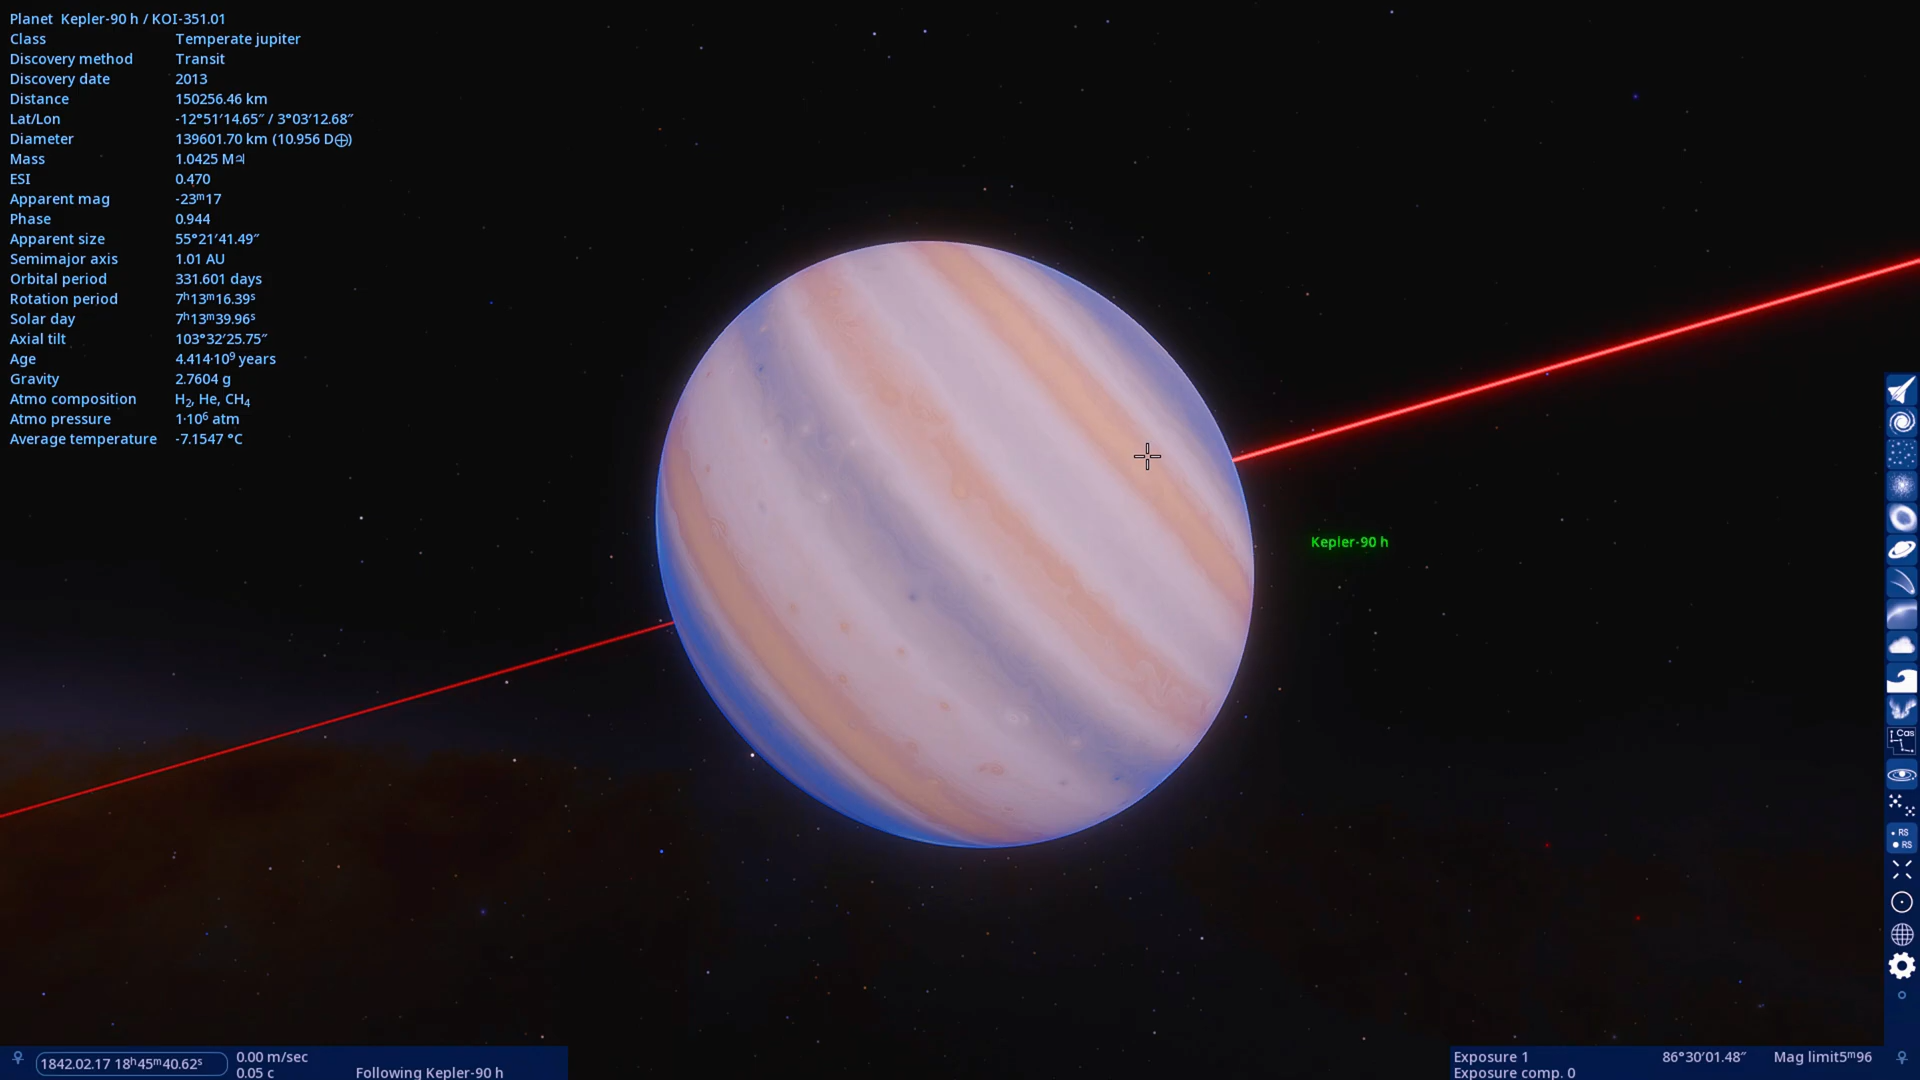 Planet Kepler-90 h / KOI-351.01
Class Temperate jupiter
Discovery method Transit
Discovery date 2013
Distance 150256.46 km
Lat/Lon -12°51′14.65″ / 3°03′12.68″
Diameter 139601.70 km (10.956 D⊕)
Mass 1.0425 M♃
ESI 0.470
Apparent mag -23ᵐ17
Phase 0.944
Apparent size 55°21′41.49″
Semimajor axis 1.01 AU
Orbital period 331.601 days
Rotation period 7ʰ13ᵐ16.39ˢ
Solar day 7ʰ13ᵐ39.96ˢ
Axial tilt 103°32′25.75″
Age 4.414·10⁹ years
Gravity 2.7604 g
Atmo composition H₂, He, CH₄
Atmo pressure 1·10⁶ atm
Average temperature -7.1547 °C
Kepler-90 h
Cas
RS
RS
1842.02.17 18ʰ45ᵐ40.62ˢ
0.00 m/sec
0.05 c
Following Kepler-90 h
Exposure 1
86°30′01.48″
Mag limit5ᵐ96
Exposure comp. 0